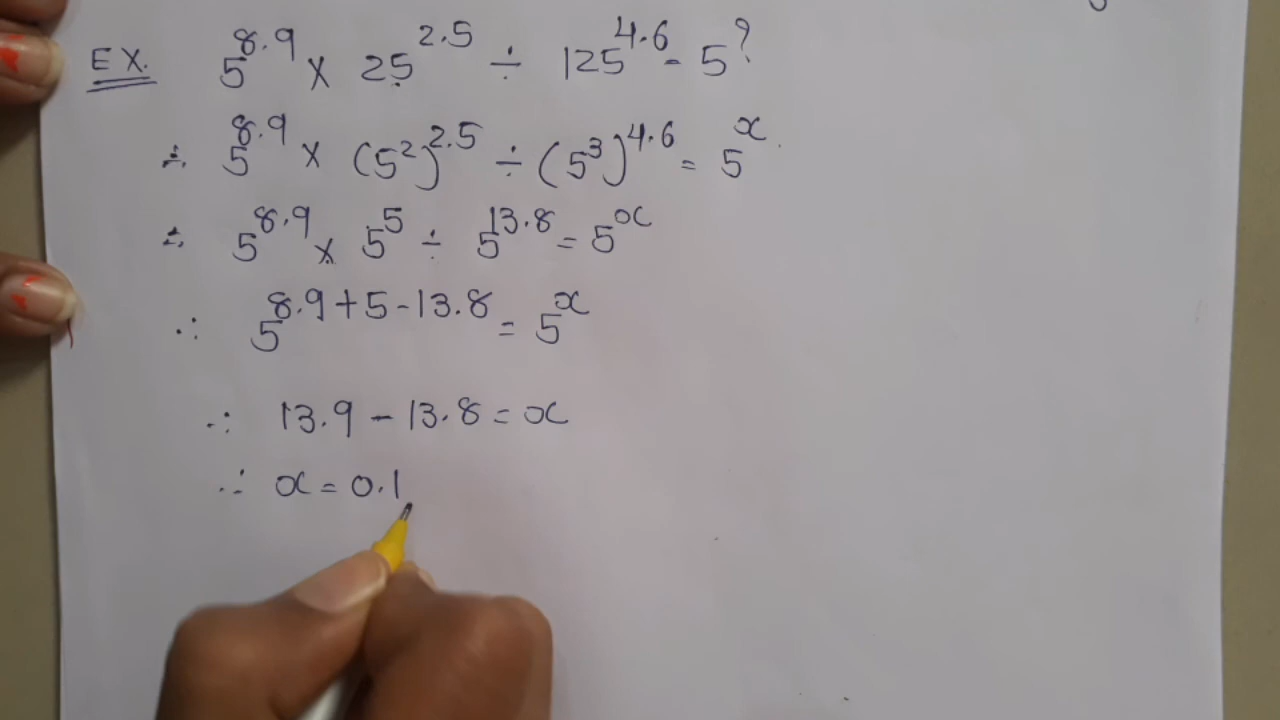 EX. 5^8.9 × 25^2.5 ÷ 125^4.6 = 5^?
∴ 5^8.9 × (5^2)^2.5 ÷ (5^3)^4.6 = 5^x
∴ 5^8.9 × 5^5 ÷ 5^13.8 = 5^x
∴ 5^8.9+5-13.8 = 5^x
∴ 13.9 - 13.8 = x
∴ x = 0.1